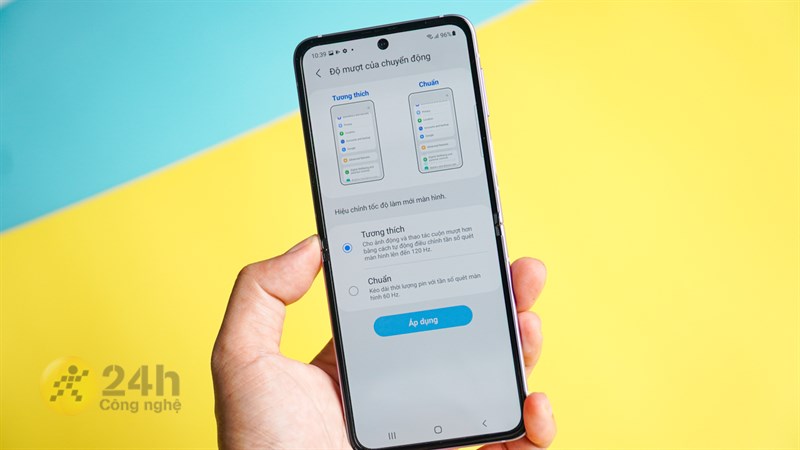 10:39
96%
Độ mượt của chuyển động
Tương thích
Chuẩn
Hiệu chỉnh tốc độ làm mới màn hình.
Tương thích
Cho ảnh động và thao tác cuộn mượt hơn
bằng cách tự động điều chỉnh tần số quét
màn hình lên đến 120 Hz.
Chuẩn
Kéo dài thời lượng pin với tần số quét màn
hình 60 Hz.
Áp dụng
24h
Công nghệ